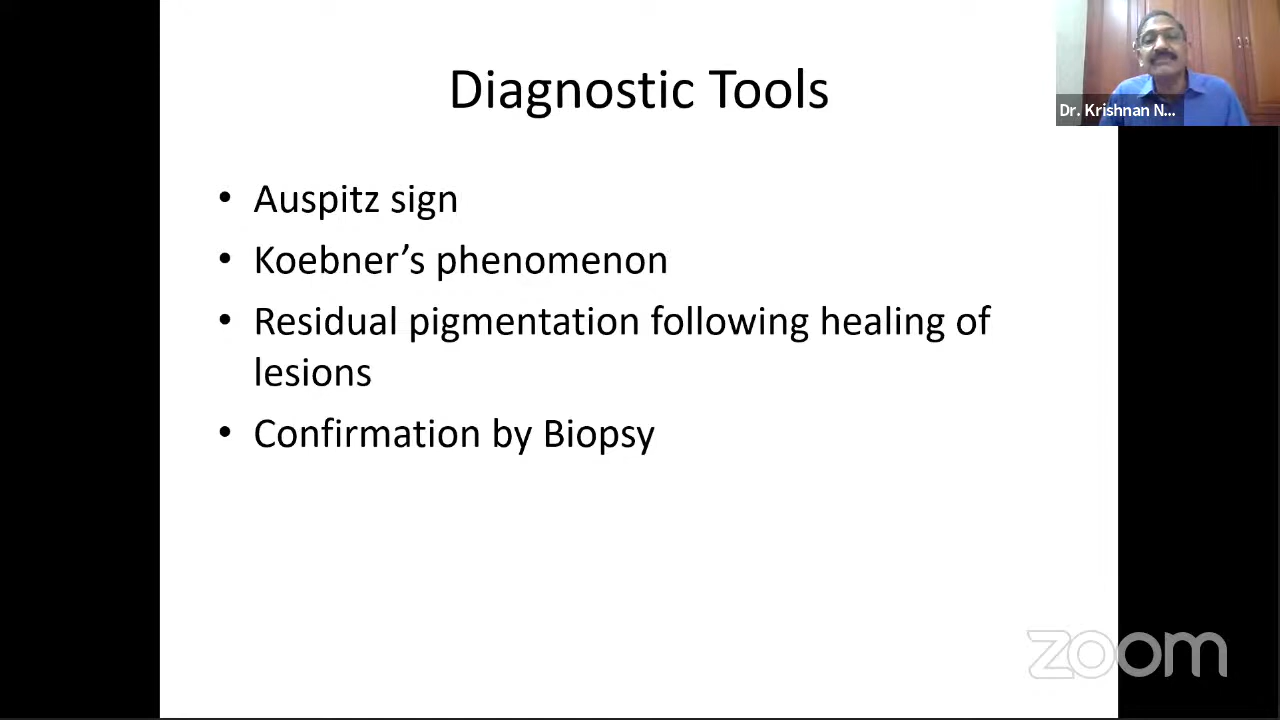 Diagnostic Tools
Dr. Krishnan N...
• Auspitz sign
• Koebner’s phenomenon
• Residual pigmentation following healing of
lesions
• Confirmation by Biopsy
zoom